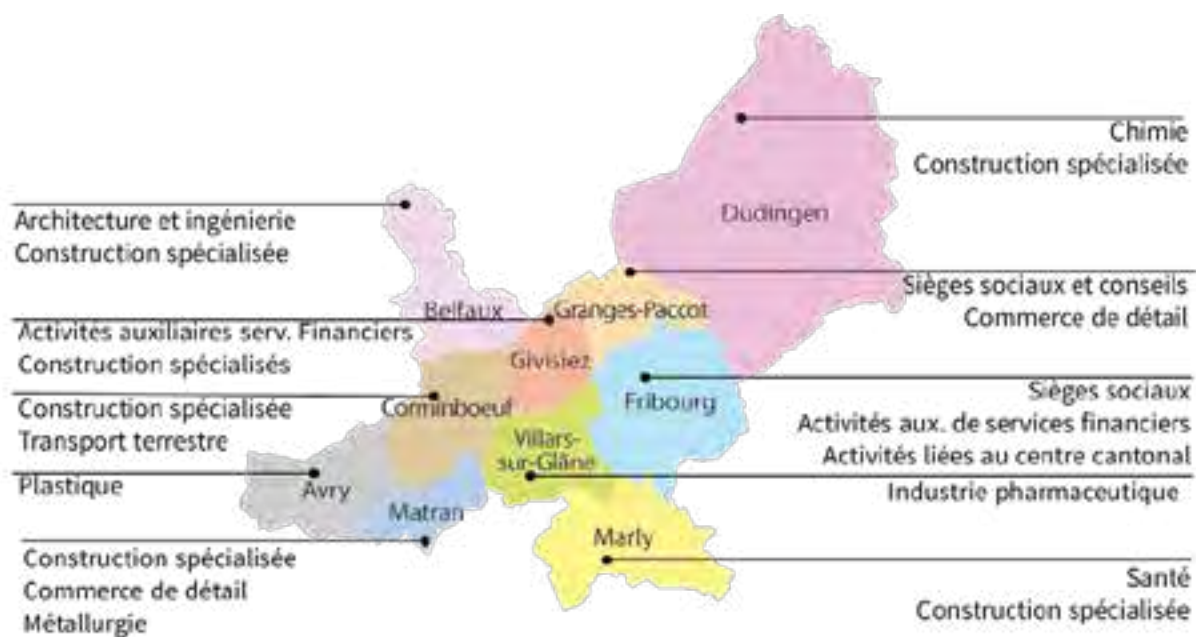 Chimie
Construction spécialisée
Dudingen
Architecture et ingénierie
Construction spécialisée
Sièges sociaux et conseils
Commerce de détail
Belfaux
Granges-Paccot
Activités auxiliaires serv. Financiers
Construction spécialisés
Givisiez
Construction spécialisée
Transport terrestre
Corminboeuf
Fribourg
Sièges sociaux
Activités aux. de services financiers
Activités liées au centre cantonal
Villars-
sur-Glâne
Plastique
Avry
Industrie pharmaceutique
Matran
Marly
Construction spécialisée
Commerce de détail
Métallurgie
Santé
Construction spécialisée